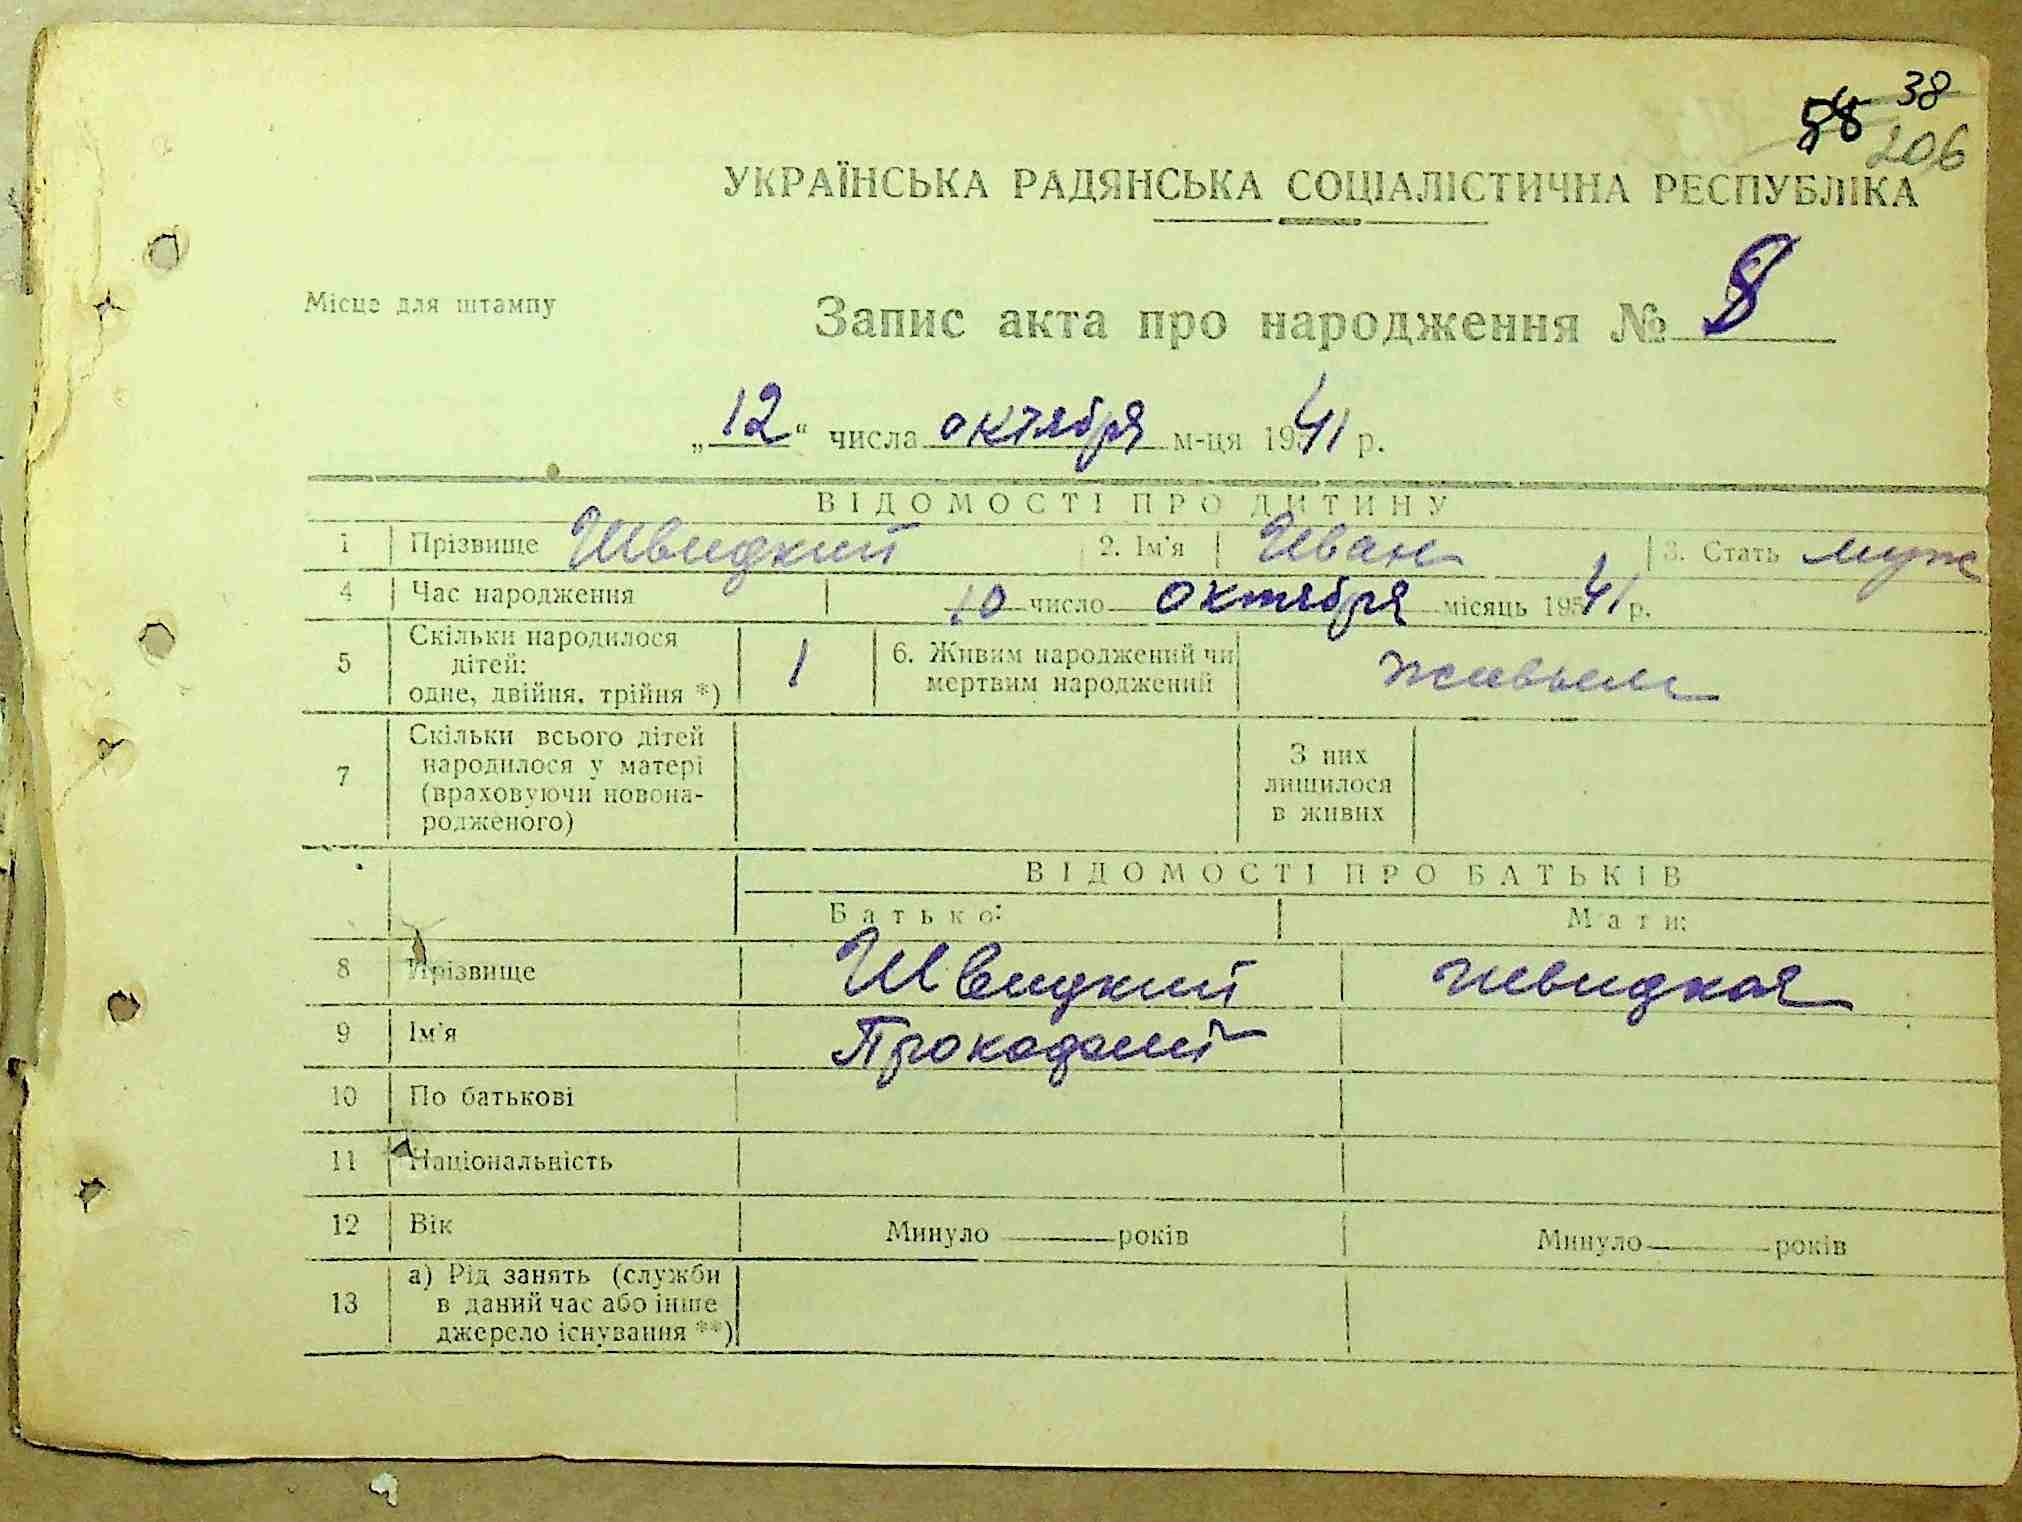 38
58
206
УКРАЇНСЬКА РАДЯНСЬКА СОЦІАЛІСТИЧНА РЕСПУБЛІКА
Місце для штампу
Запис акта про народження № 8
„12“ числа октября м-ця 1941 р.
ВІДОМОСТІ ПРО ДИТИНУ
1 Прізвище Швидкий 2. Ім'я Иван 3. Стать муж
4 Час народження 10 число октября місяць 19541 р.
5 Скільки народилося дітей: одне, двійня, трійня *) 1 6. Живим народжений чи мертвим народжений живым
7 Скільки всього дітей народилося у матері (враховуючи новонародженого) З них лишилося в живих
ВІДОМОСТІ ПРО БАТЬКІВ
Батько: Мати:
8 Прізвище Швидкий Швидкая
9 Ім'я
10 По батькові
11 Національність
12 Вік Минуло років Минуло років
13 а) Рід занять (служби в даний час або інше джерело існування **)